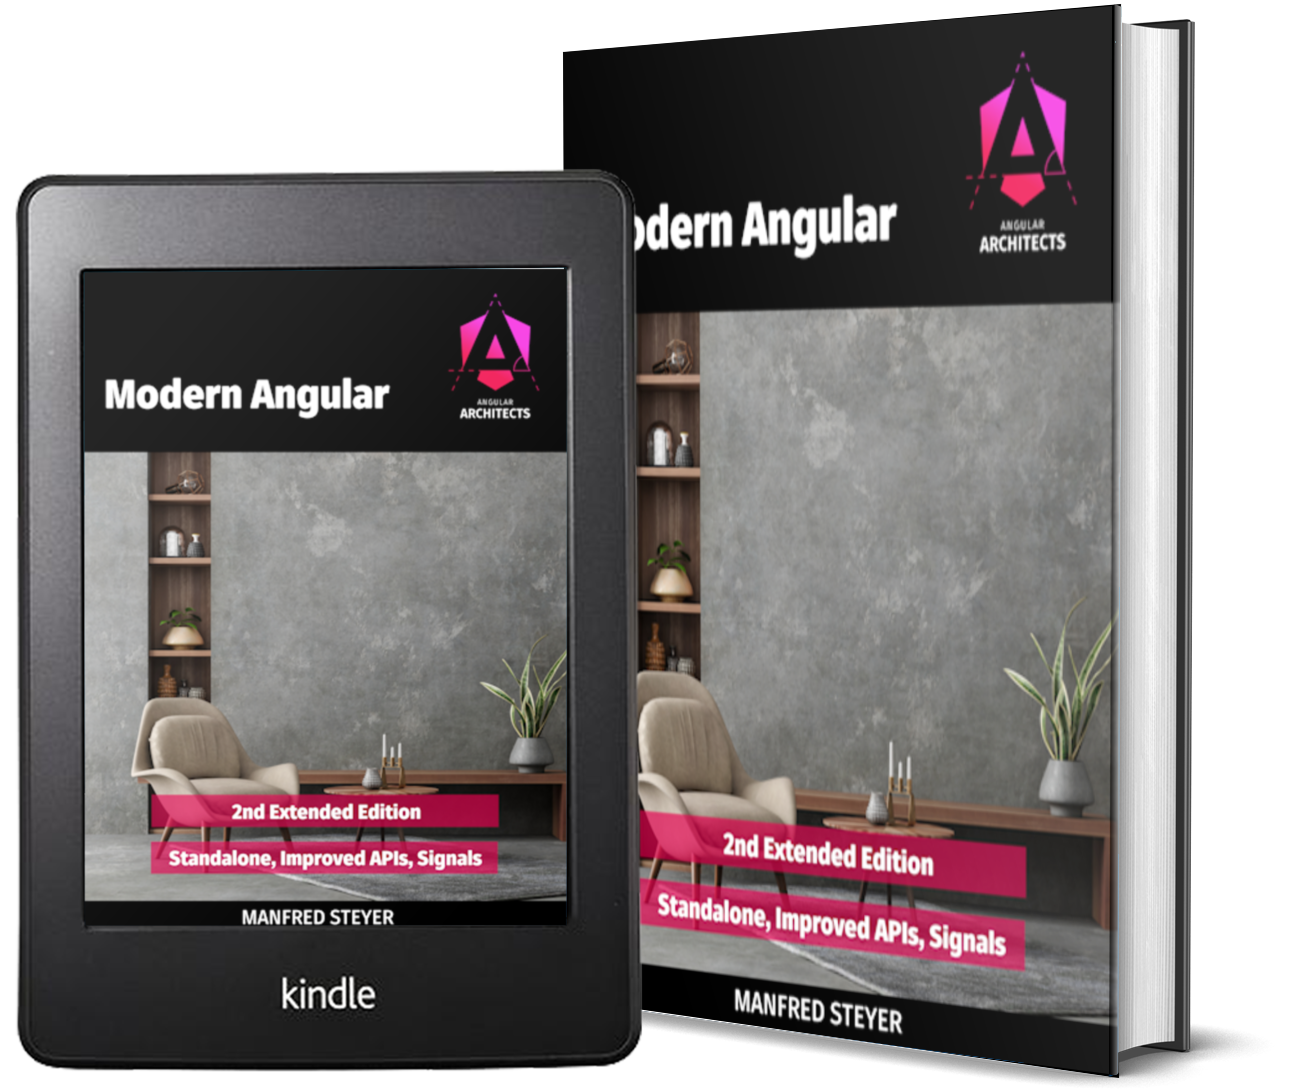 Modern Angular
ANGULAR
ARCHITECTS
2nd Extended Edition
Standalone, Improved APIs, Signals
MANFRED STEYER
kindle
odern Angular
ANGULAR
ARCHITECTS
2nd Extended Edition
Standalone, Improved APIs, Signals
MANFRED STEYER